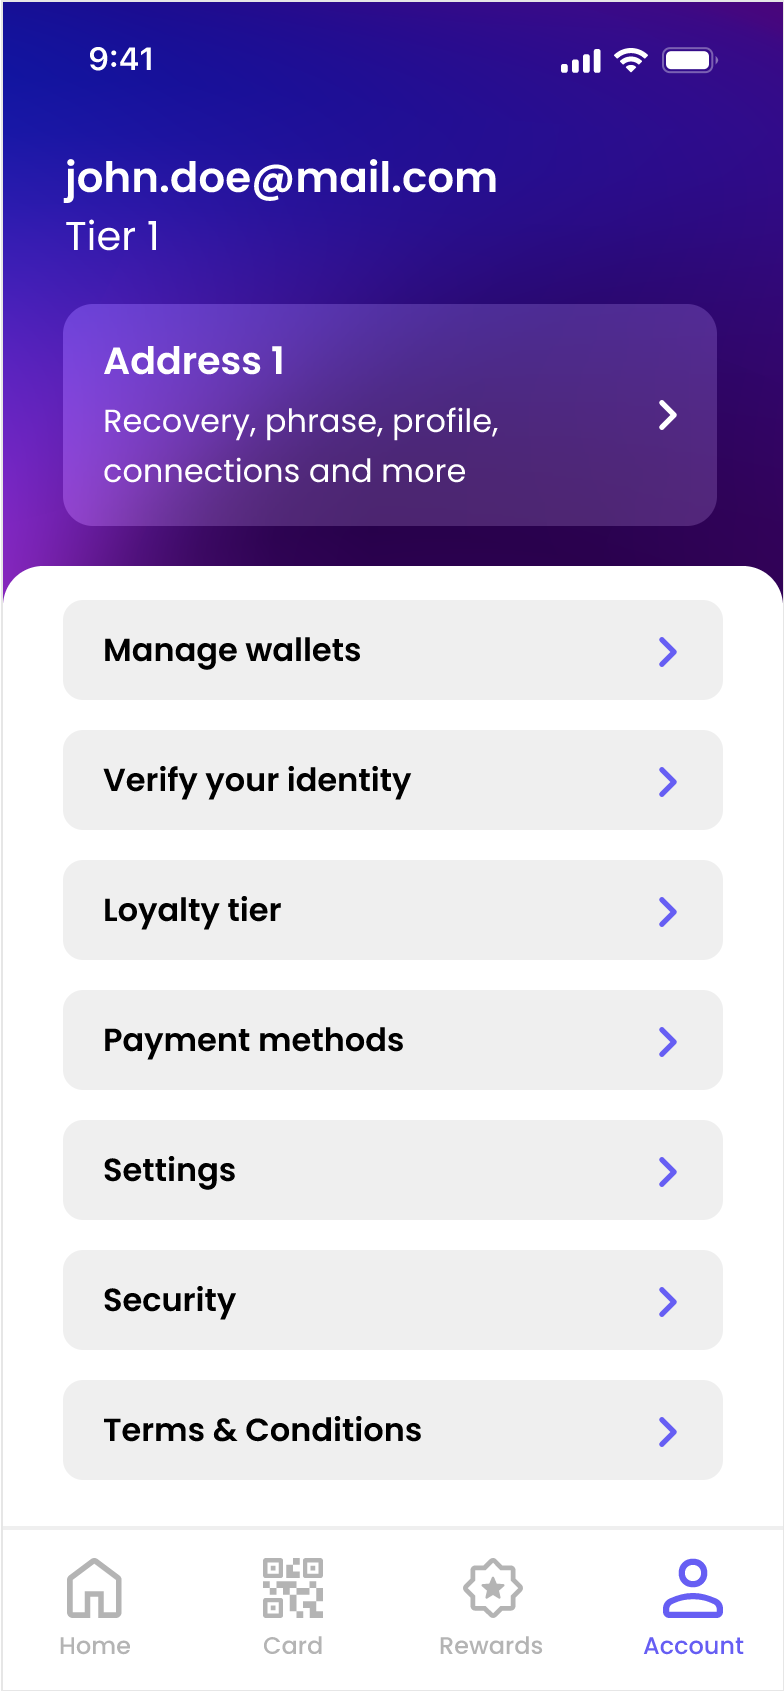 9:41
john.doe@mail.com
Tier 1
Address 1
Recovery, phrase, profile,
connections and more
Manage wallets
Verify your identity
Loyalty tier
Payment methods
Settings
Security
Terms & Conditions
Home
Card
Rewards
Account